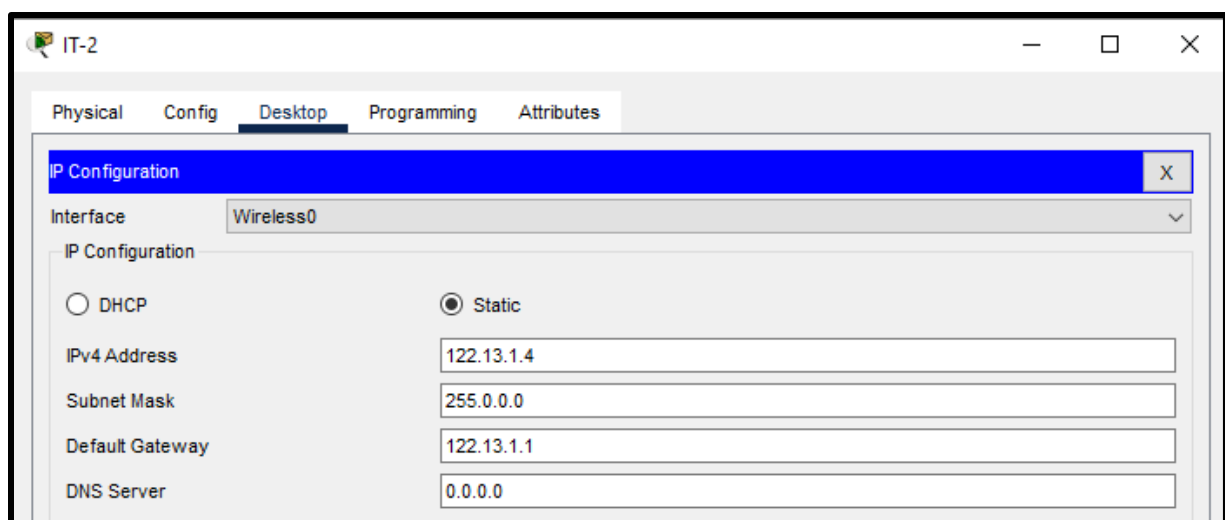 IT-2
Physical Config Desktop Programming Attributes
IP Configuration X
Interface Wireless0
IP Configuration
DHCP Static
IPv4 Address 122.13.1.4
Subnet Mask 255.0.0.0
Default Gateway 122.13.1.1
DNS Server 0.0.0.0